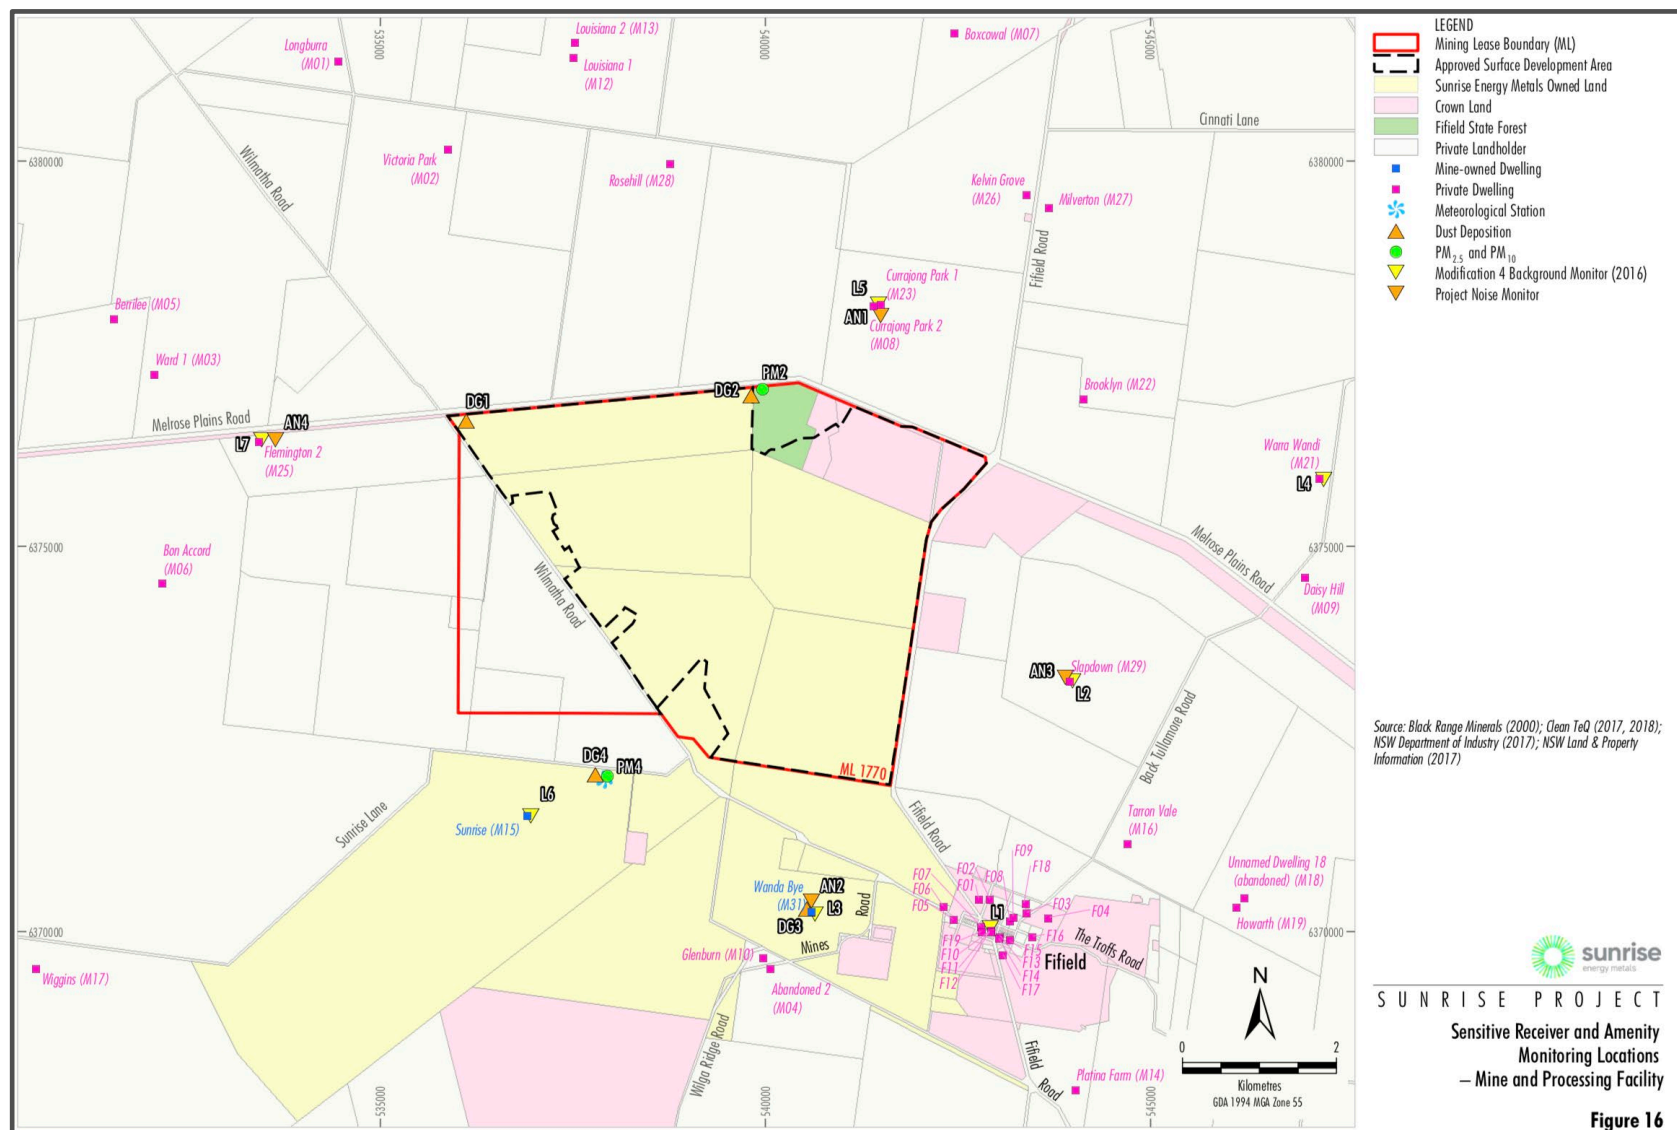 Longburra
(M01)
535000
Louisiana 2 (M13)
Louisiana 1
(M12)
540000
Boxcowal (M07)
545000
Cinnati Lane
6380000
Wilmatha Road
Victoria Park
(M02)
Rosehill (M28)
Kelvin Grove
(M26)
Milverton (M27)
6380000
Fifield Road
Currajong Park 1
(M23)
L5
AN1
Currajong Park 2
(M08)
Berrilee (M05)
Ward 1 (M03)
Brooklyn (M22)
PM2
DG2
DG1
Melrose Plains Road
AN4
L7
Flemington 2
(M25)
Warra Wandi
(M21)
L4
6375000
Bon Accord
(M06)
Wilmatha Road
Melrose Plains Road
6375000
Daisy Hill
(M09)
AN3
Slapdown (M29)
L2
Back Tullamore Road
DG4
PM4
ML 1770
L6
Sunrise (M15)
Sunrise Lane
Fifield Road
Tarron Vale
(M16)
Unnamed Dwelling 18
(abandoned) (M18)
Howarth (M19)
F09
F02
F18
F07
F08
F06
F01
F05
F03
F04
L1
Wanda Bye
(M31)
AN2
L3
DG3
Road
Mines
6370000
6370000
F19
F16
F10
F15
F11
F13
F12
F14
F17
The Troffs Road
Fifield
Glenburn (M10)
Abandoned 2
(M04)
Wiggins (M17)
Wilga Ridge Road
Fifield Road
Platina Farm (M14)
N
0 2
Kilometres
GDA 1994 MGA Zone 55
535000
540000
545000
LEGEND
Mining Lease Boundary (ML)
Approved Surface Development Area
Sunrise Energy Metals Owned Land
Crown Land
Fifield State Forest
Private Landholder
Mine-owned Dwelling
Private Dwelling
Meteorological Station
Dust Deposition
PM2.5 and PM10
Modification 4 Background Monitor (2016)
Project Noise Monitor
Source: Black Range Minerals (2000); Clean TeQ (2017, 2018);
NSW Department of Industry (2017); NSW Land & Property
Information (2017)
sunrise
energy metals
SUNRISE PROJECT
Sensitive Receiver and Amenity
Monitoring Locations
– Mine and Processing Facility
Figure 16